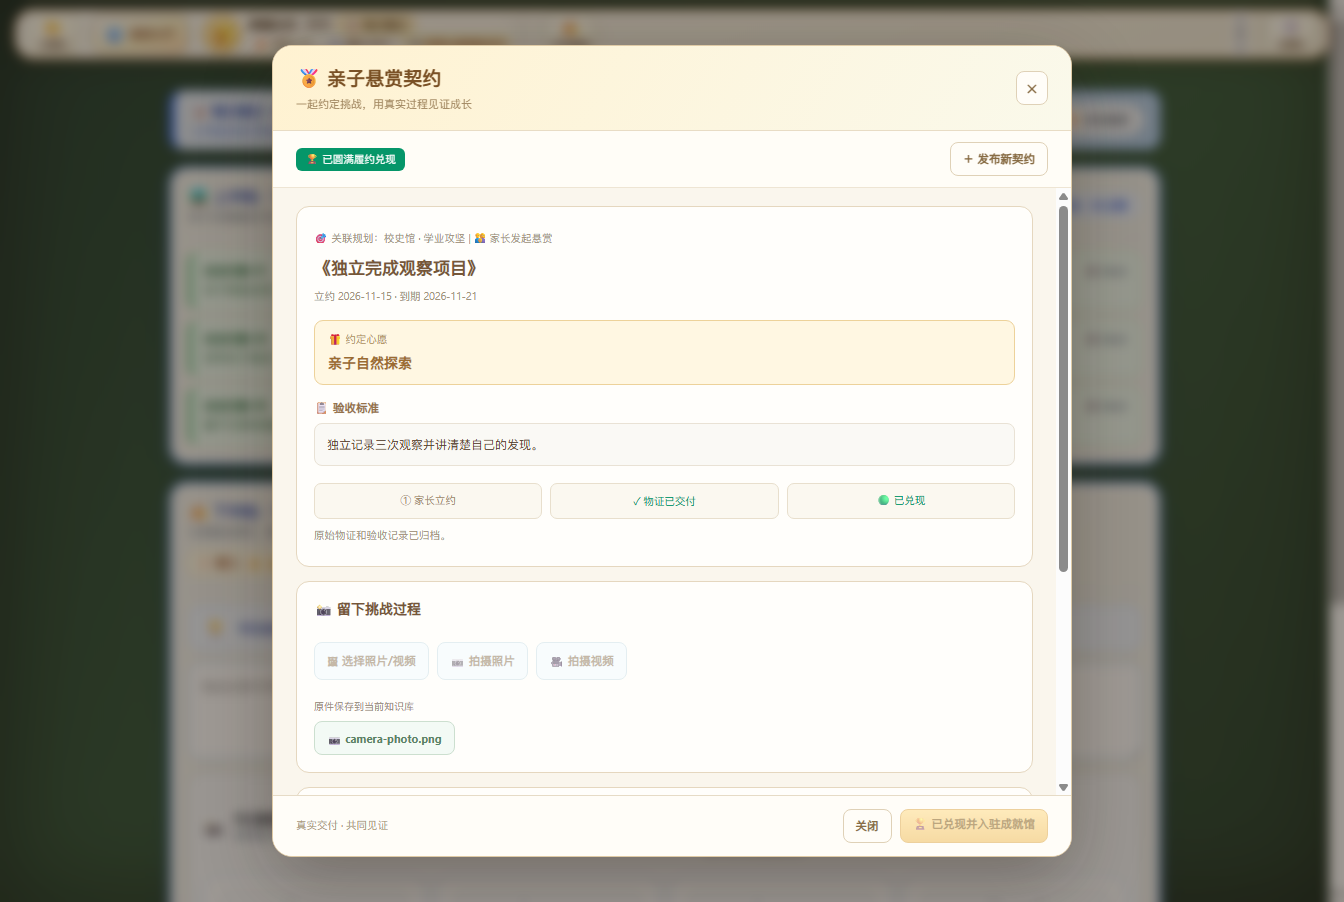 亲子悬赏契约
一起约定挑战，用真实过程见证成长
已圆满履约兑现
+ 发布新契约
关联规划：校史馆 · 学业攻坚 | 家长发起悬赏
《独立完成观察项目》
立约 2026-11-15 · 到期 2026-11-21
约定心愿
亲子自然探索
验收标准
独立记录三次观察并讲清楚自己的发现。
① 家长立约
✓ 物证已交付
已兑现
原始物证和验收记录已归档。
留下挑战过程
选择照片/视频
拍摄照片
拍摄视频
原件保存到当前知识库
camera-photo.png
真实交付 · 共同见证
关闭
已兑现并入驻成就馆